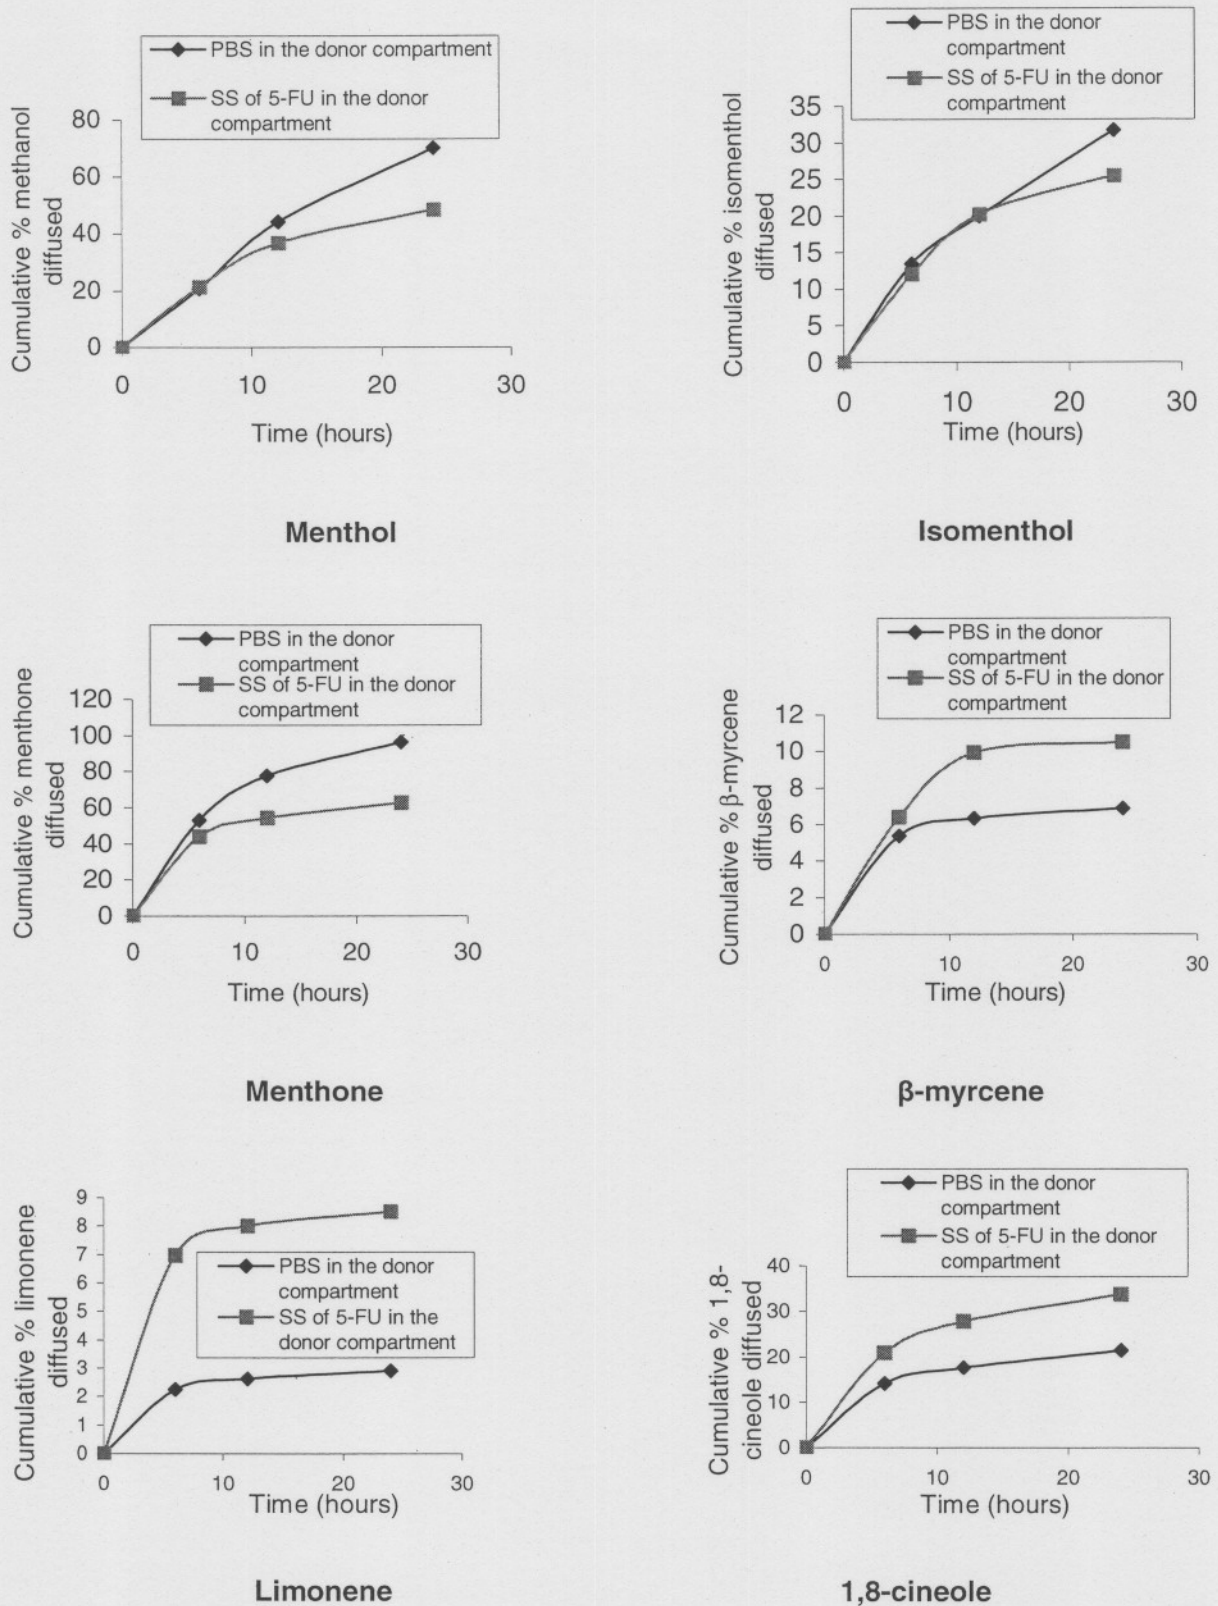 PBS in the donor compartment
SS of 5-FU in the donor
compartment
Cumulative % methanol
diffused
80
60
40
20
0
0 10 20 30
Time (hours)
Menthol
PBS in the donor
compartment
SS of 5-FU in the donor
compartment
Cumulative % isomenthol
diffused
35
30
25
20
15
10
5
0
0 10 20 30
Time (hours)
Isomenthol
PBS in the donor
compartment
SS of 5-FU in the donor
compartment
Cumulative % menthone
diffused
120
100
80
60
40
20
0
0 10 20 30
Time (hours)
Menthone
PBS in the donor
compartment
SS of 5-FU in the donor
compartment
Cumulative % β-myrcene
diffused
12
10
8
6
4
2
0
0 10 20 30
Time (hours)
β-myrcene
Cumulative % limonene
diffused
9
8
7
6
5
4
3
2
1
0
PBS in the donor
compartment
SS of 5-FU in the
donor compartment
0 10 20 30
Time (hours)
Limonene
PBS in the donor
compartment
SS of 5-FU in the donor
compartment
Cumulative % 1,8-
cineole diffused
40
30
20
10
0
0 10 20 30
Time (hours)
1,8-cineole